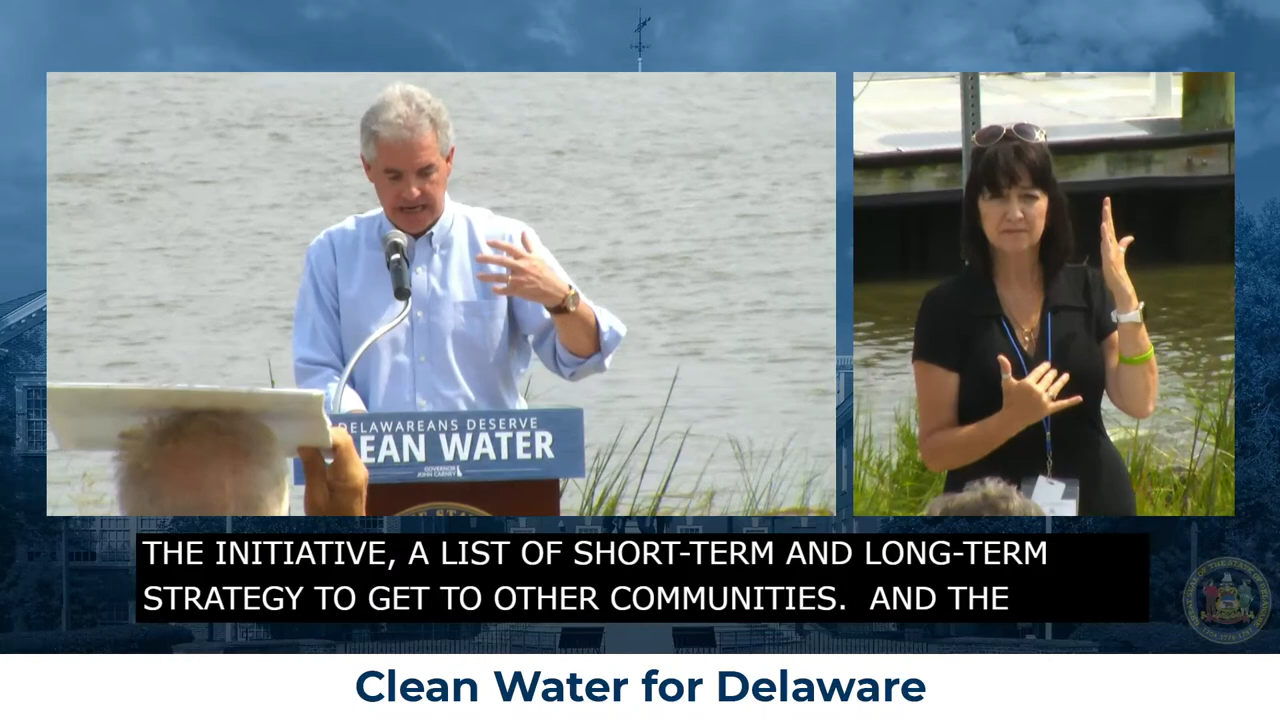 DELAWAREANS DESERVE
EAN WATER
GOVERNOR
JOHN CARNEY
THE INITIATIVE, A LIST OF SHORT-TERM AND LONG-TERM
STRATEGY TO GET TO OTHER COMMUNITIES.  AND THE
Clean Water for Delaware